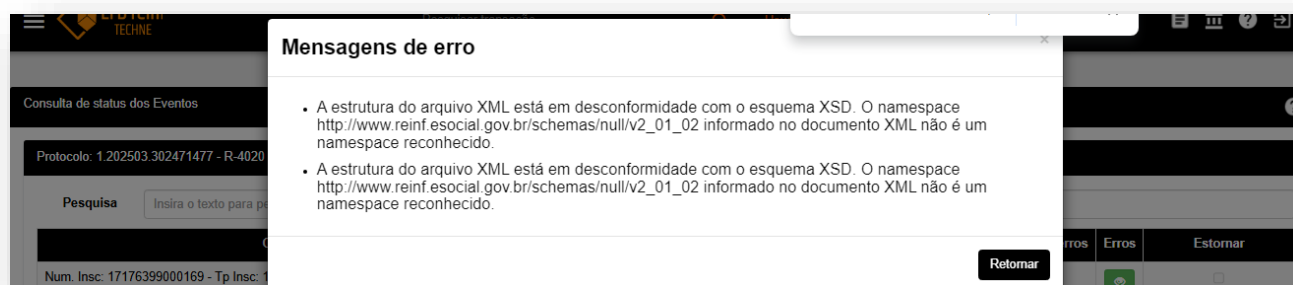 TECHNE
Mensagens de erro
×
Consulta de status dos Eventos
• A estrutura do arquivo XML está em desconformidade com o esquema XSD. O namespace
http://www.reinf.esocial.gov.br/schemas/null/v2_01_02 informado no documento XML não é um
namespace reconhecido.
• A estrutura do arquivo XML está em desconformidade com o esquema XSD. O namespace
http://www.reinf.esocial.gov.br/schemas/null/v2_01_02 informado no documento XML não é um
namespace reconhecido.
Protocolo: 1.202503.302471477 - R-4020
Pesquisa
Insira o texto para pe
Retornar
rros Erros Estornar
Num. Insc: 17176399000169 - Tp Insc: 1